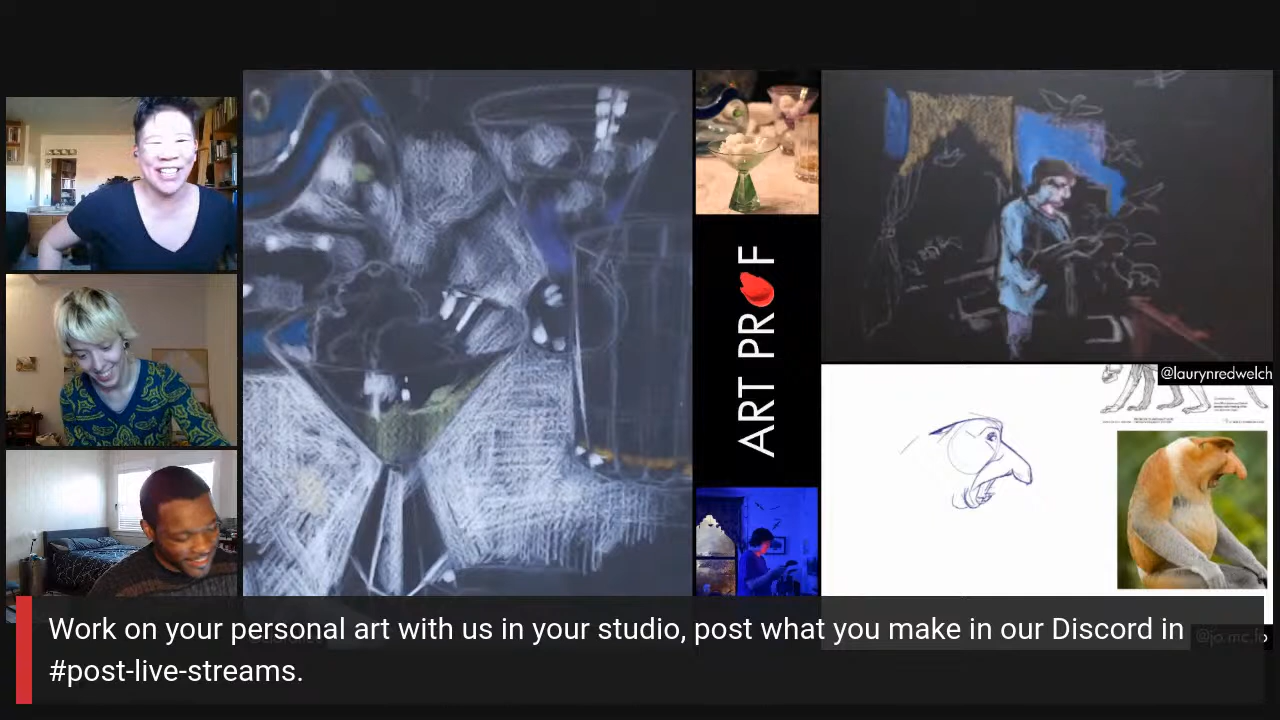 ART PROF
@laurynredwelch
Work on your personal art with us in your studio, post what you make in our Discord in
#post-live-streams.